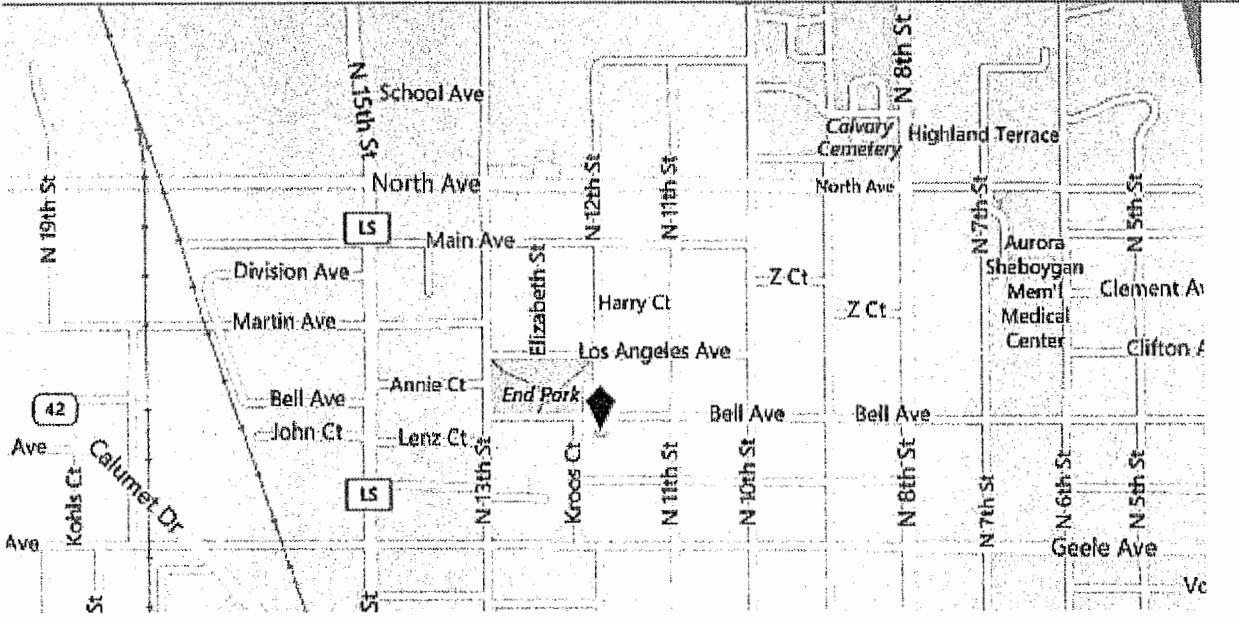 N 15th St
School Ave
N 8th St
Calvary
Cemetery
Highland Terrace
N 19th St
North Ave
N 12th St
N 11th St
North Ave
N 7th St
N 5th St
LS
Main Ave
Aurora
Sheboygan
Mem'l
Medical
Center
Division Ave
Elizabeth St
Z Ct
Clement Av
Harry Ct
Z Ct
Martin Ave
Los Angeles Ave
Clifton A
Annie Ct
End Park
Bell Ave
42
Bell Ave
Bell Ave
Ave
John Ct
Lenz Ct
Calumet Dr
Kohls Ct
LS
N 13th St
Kroos Ct
N 11th St
N 10th St
N 8th St
N 7th St
N 6th St
N 5th St
Ave
Geele Ave
St
St
Vo